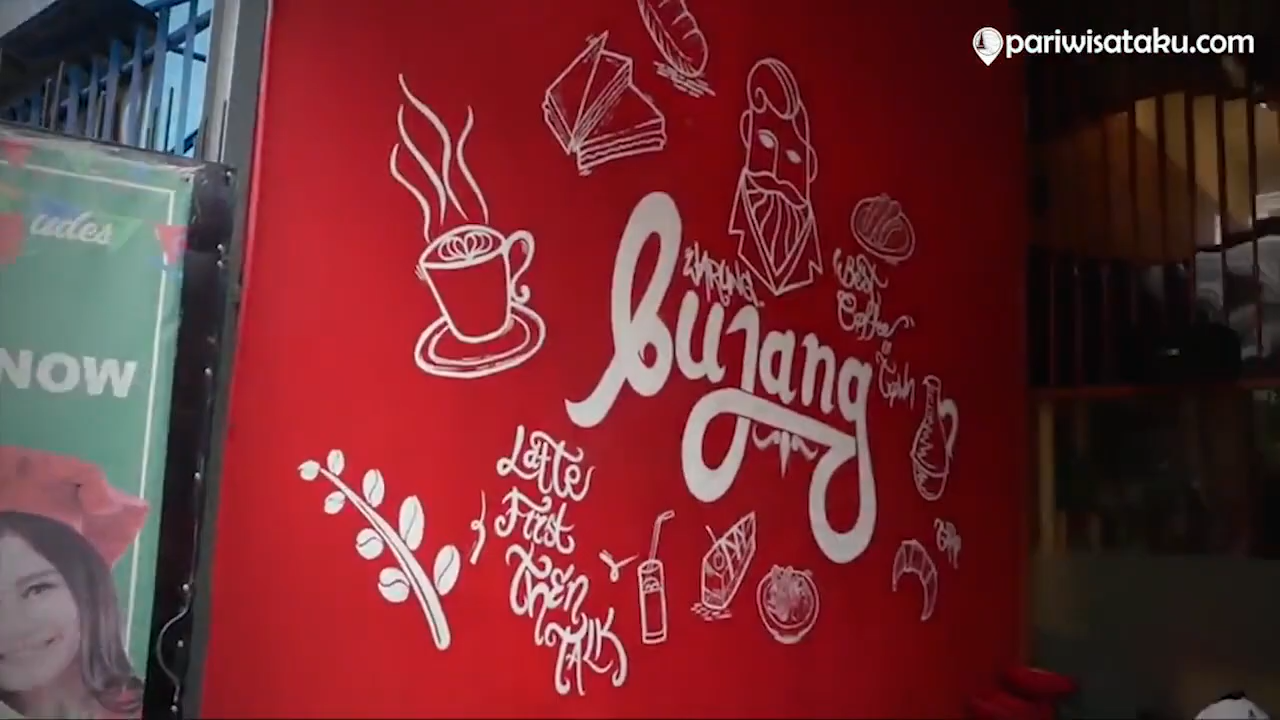 pariwisataku.com
udes
NOW
WARUNG
Bujang
Best
Coffee
Latte
First
Then
TALK